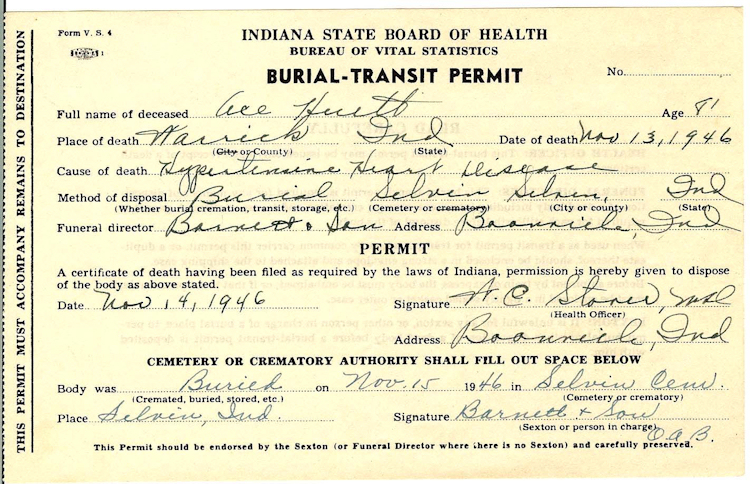 Form V. S. 4
INDIANA STATE BOARD OF HEALTH
BUREAU OF VITAL STATISTICS
BURIAL-TRANSIT PERMIT
No.
Full name of deceased Ace Huett Age 81
Place of death Warrick Ind Date of death Nov 13, 1946
(City or County) (State)
Cause of death Hypertensive Heart Disease
Method of disposal Burial Selvin Selvin, Ind
(Whether burial, cremation, transit, storage, etc.) (Cemetery or crematory) (City or county) (State)
Funeral director Barnett & Son Address Boonville, Ind
PERMIT
A certificate of death having been filed as required by the laws of Indiana, permission is hereby given to dispose
of the body as above stated.
Date Nov 14, 1946 Signature W. C. Stover, MD
(Health Officer)
Address Boonville, Ind
CEMETERY OR CREMATORY AUTHORITY SHALL FILL OUT SPACE BELOW
Body was Buried on Nov. 15 1946 in Selvin Cem.
(Cremated, buried, stored, etc.) (Cemetery or crematory)
Place Selvin, Ind. Signature Barnett & Son
(Sexton or person in charge) O.A.B.
This Permit should be endorsed by the Sexton (or Funeral Director where there is no Sexton) and carefully preserved.
THIS PERMIT MUST ACCOMPANY REMAINS TO DESTINATION